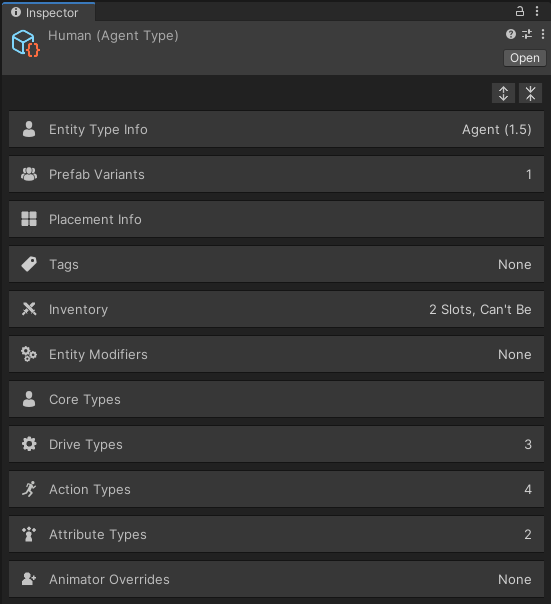 Inspector
Human (Agent Type)
Open
Entity Type Info Agent (1.5)
Prefab Variants 1
Placement Info
Tags None
Inventory 2 Slots, Can't Be
Entity Modifiers None
Core Types
Drive Types 3
Action Types 4
Attribute Types 2
Animator Overrides None